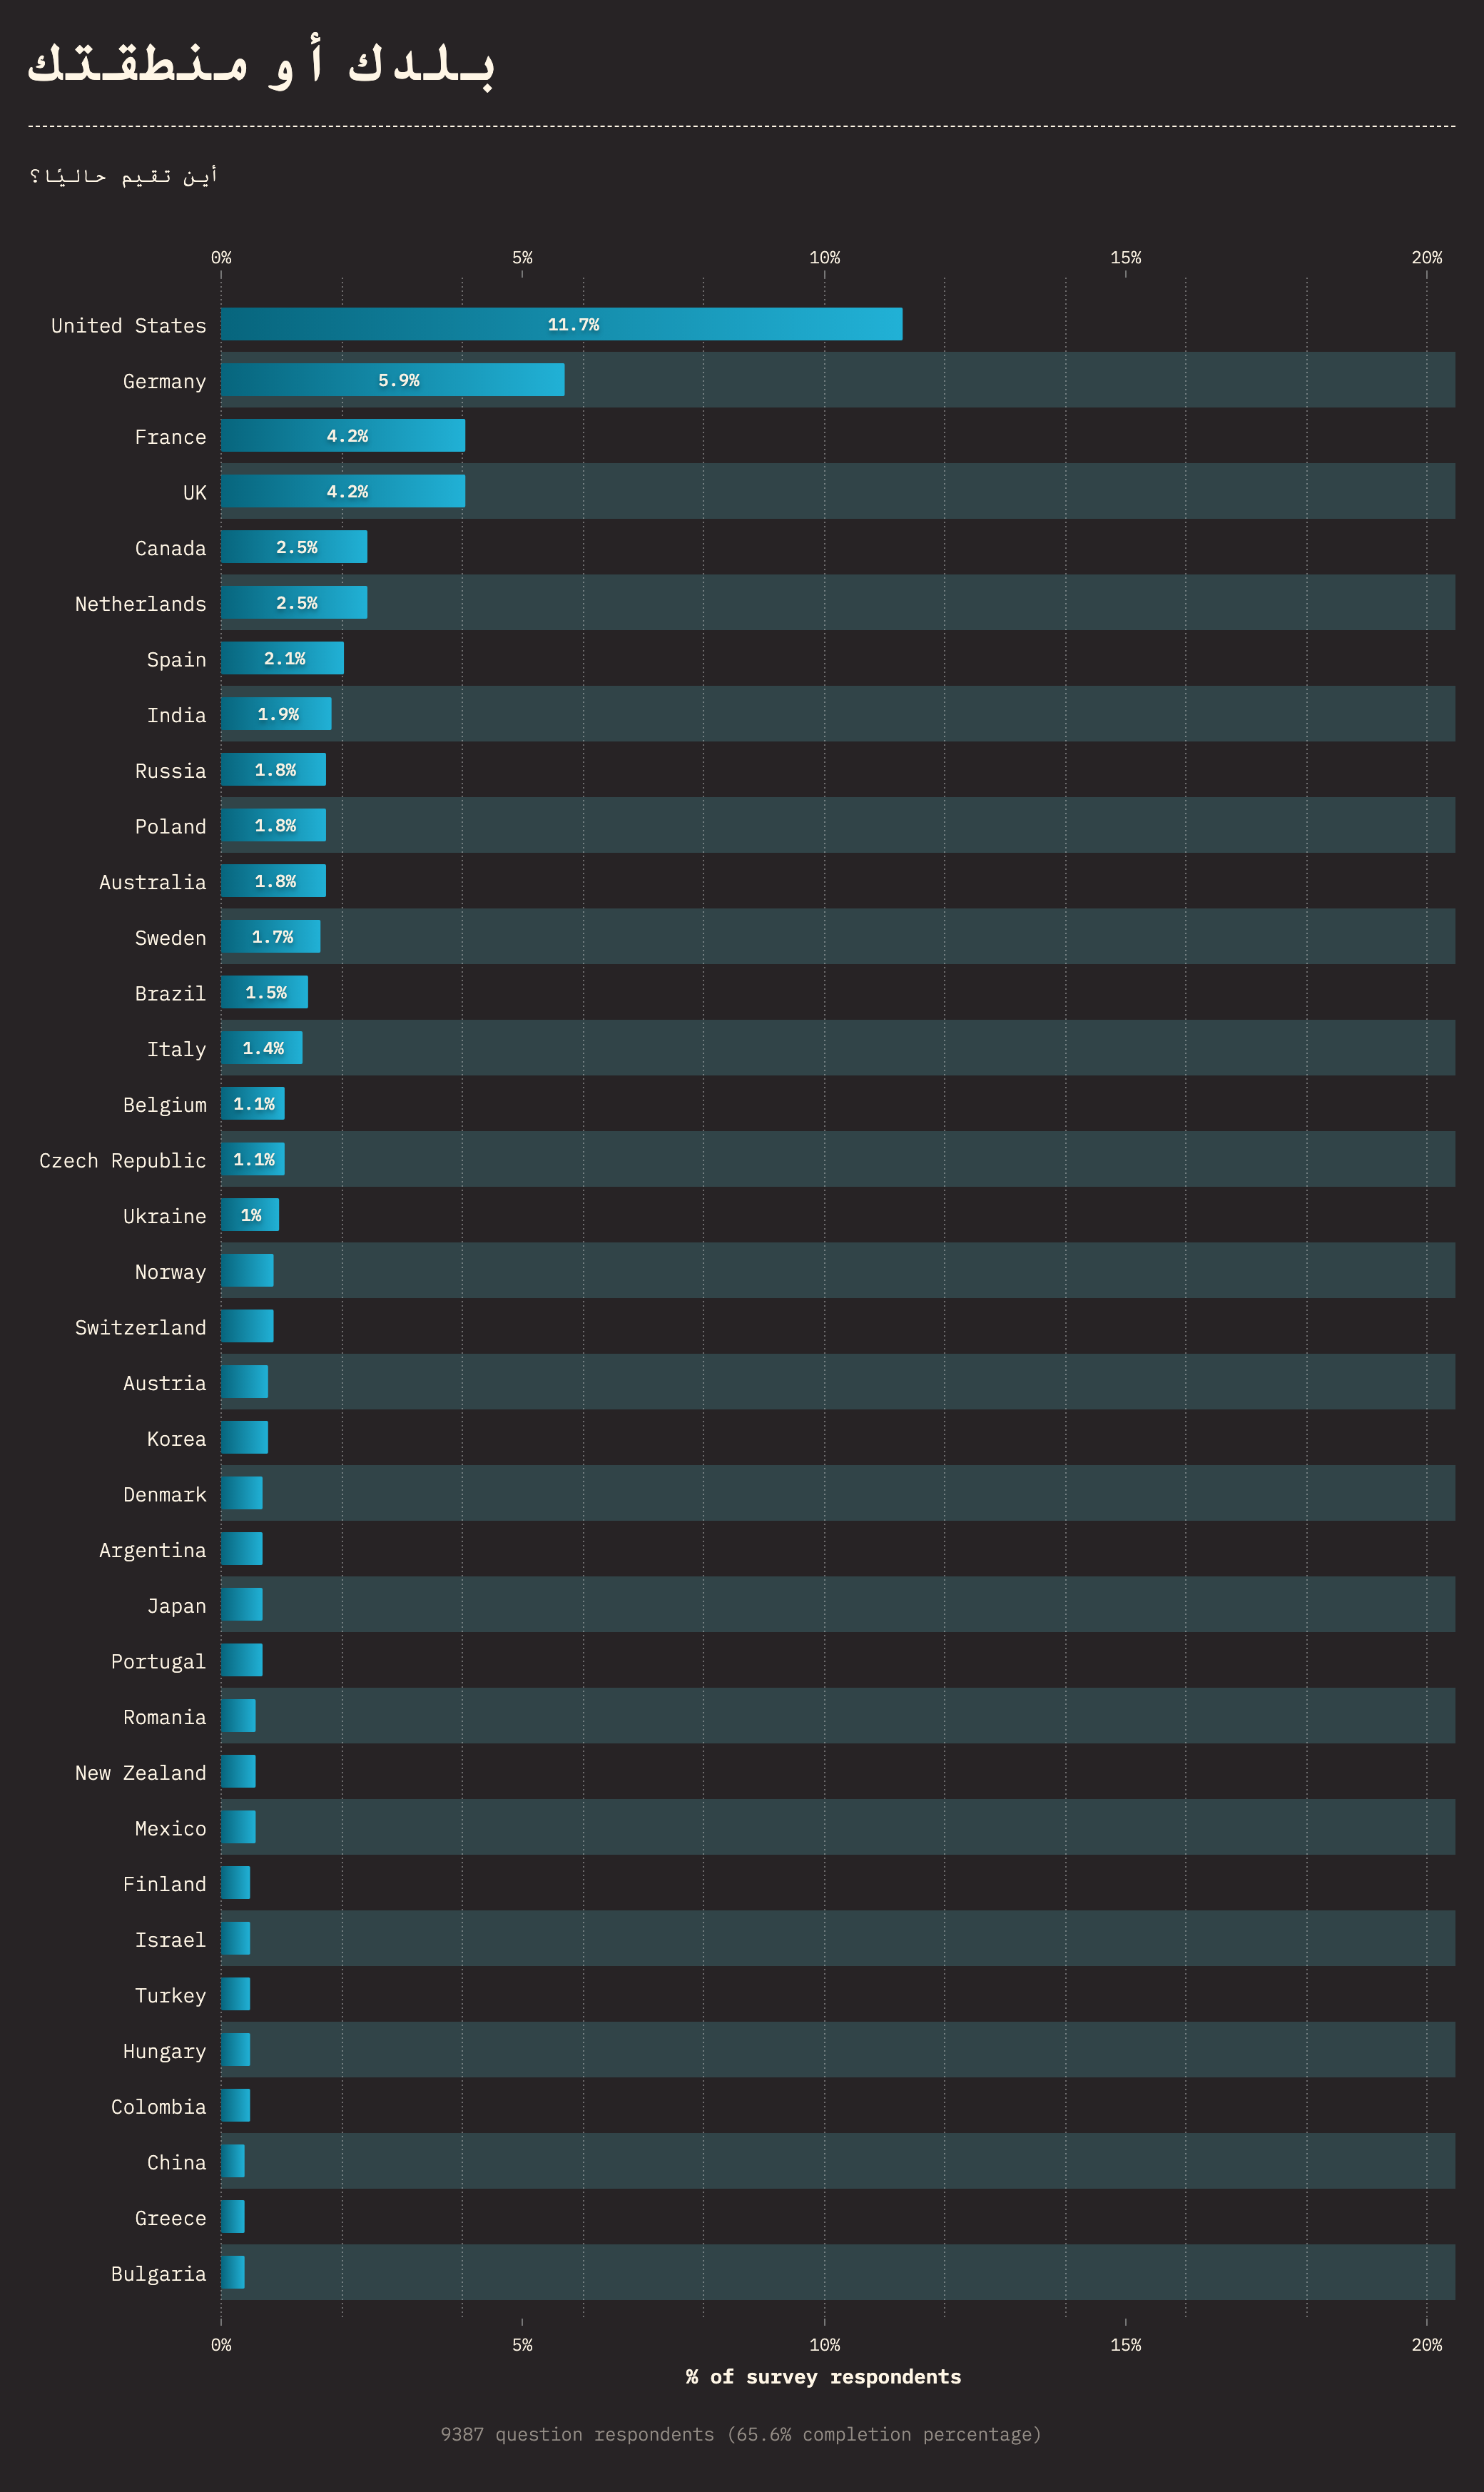 بلدك أو منطقتك
أين تقيم حاليًا؟
0% 5% 10% 15% 20%
United States 11.7%
Germany 5.9%
France 4.2%
UK 4.2%
Canada 2.5%
Netherlands 2.5%
Spain 2.1%
India 1.9%
Russia 1.8%
Poland 1.8%
Australia 1.8%
Sweden 1.7%
Brazil 1.5%
Italy 1.4%
Belgium 1.1%
Czech Republic 1.1%
Ukraine 1%
Norway
Switzerland
Austria
Korea
Denmark
Argentina
Japan
Portugal
Romania
New Zealand
Mexico
Finland
Israel
Turkey
Hungary
Colombia
China
Greece
Bulgaria
0% 5% 10% 15% 20%
% of survey respondents
9387 question respondents (65.6% completion percentage)